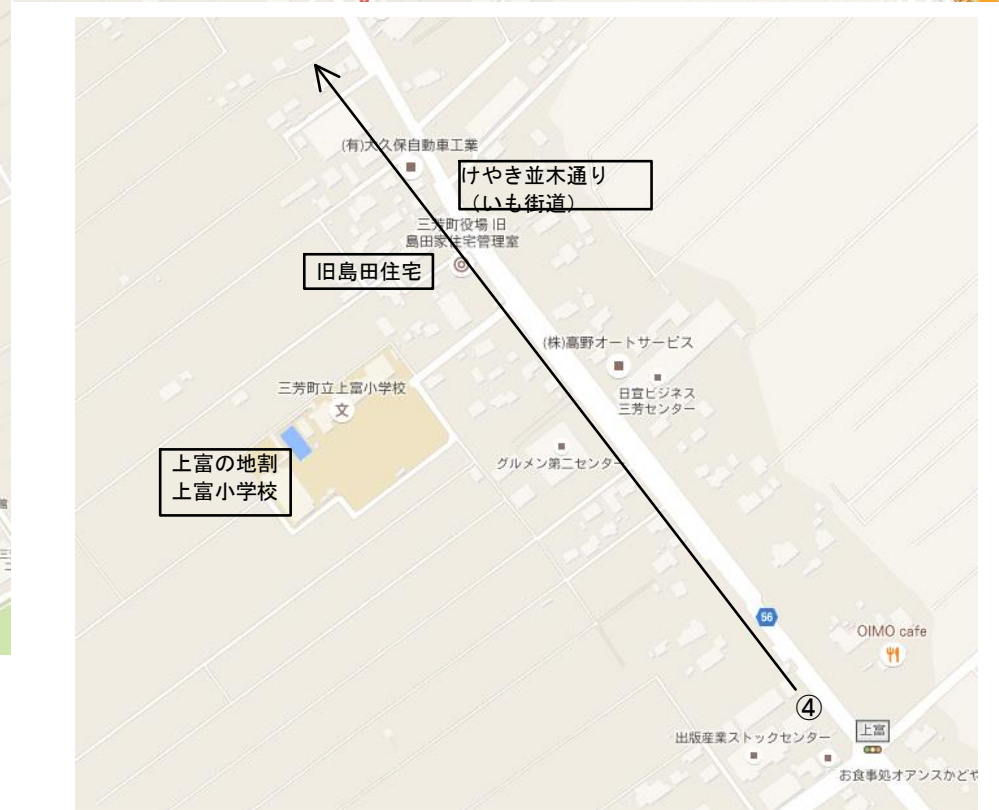 (有)大久保自動車工業
けやき並木通り
（いも街道）
三芳町役場 旧
島田家住宅管理室
旧島田住宅
(株)高野オートサービス
日宣ビジネス
三芳センター
三芳町立上富小学校
文
グルメン第二センター
上富の地割
上富小学校
56
OIMO cafe
④
上富
出版産業ストックセンター
お食事処オアンスかどや